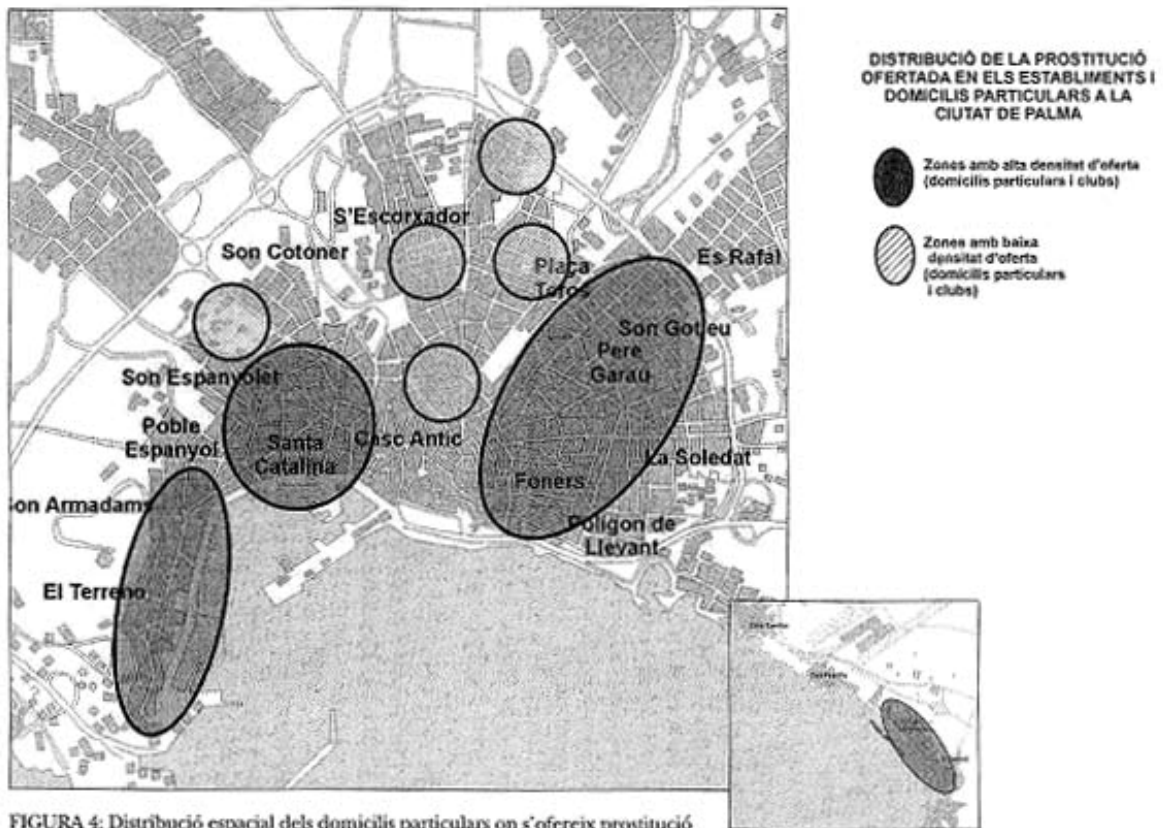 DISTRIBUCIÓ DE LA PROSTITUCIÓ
OFERTADA EN ELS ESTABLIMENTS I
DOMICILIS PARTICULARS A LA
CIUTAT DE PALMA
Zones amb alta densitat d'oferta
(domicilis particulars i clubs)
Zones amb baixa
densitat d'oferta
(domicilis particulars
i clubs)
S'Escorxador
Son Cotoner
Plaça
Toros
Es Rafal
Son Gotleu
Pere
Garau
Son Espanyolet
Poble
Espanyol
Santa
Catalina
Casc Antic
La Soledat
Foners
Son Armadams
Polígon de
Llevant
El Terreno
FIGURA 4: Distribució espacial dels domicilis particulars on s'ofereix prostitució